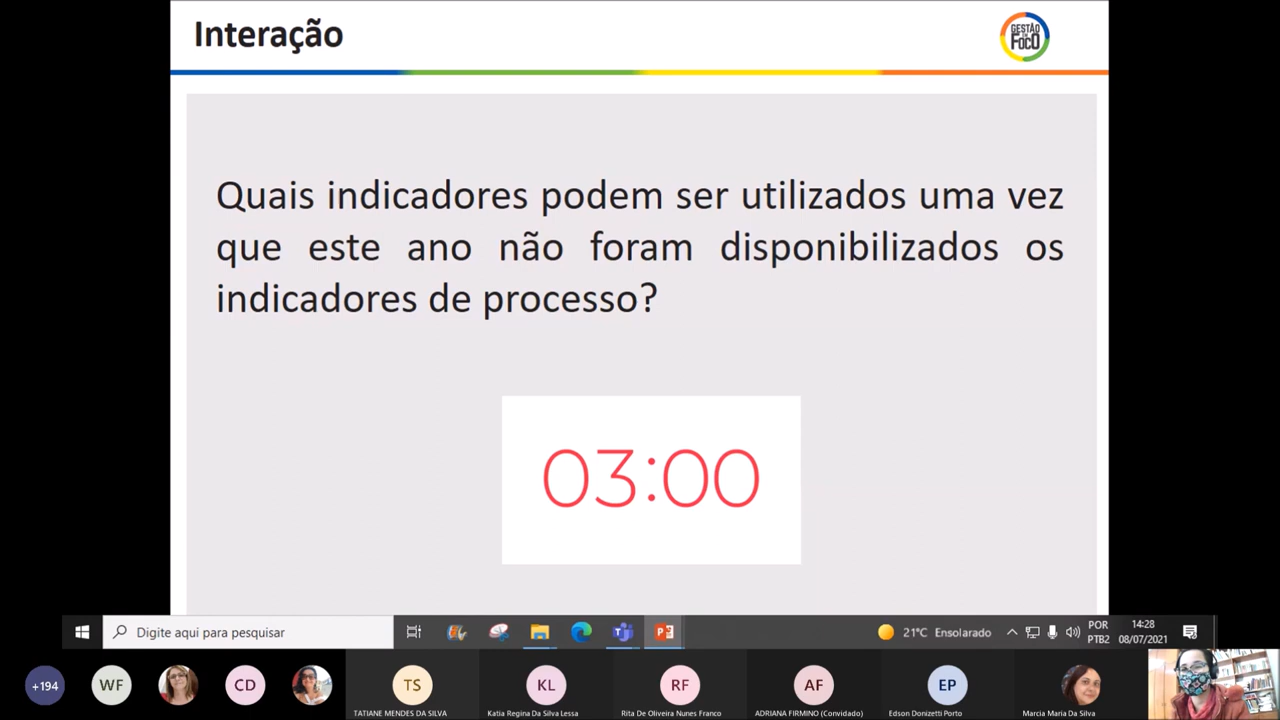 Interação
GESTÃO
EM
FOCO
Quais indicadores podem ser utilizados uma vez
que este ano não foram disponibilizados os
indicadores de processo?
03:00
Digite aqui para pesquisar
21°C Ensolarado
POR
PTB2
14:28
08/07/2021
+194
WF
CD
TS
KL
RF
AF
EP
TATIANE MENDES DA SILVA
Katia Regina Da Silva Lessa
Rita De Oliveira Nunes Franco
ADRIANA FIRMINO (Convidado)
Edson Donizetti Porto
Marcia Maria Da Silva